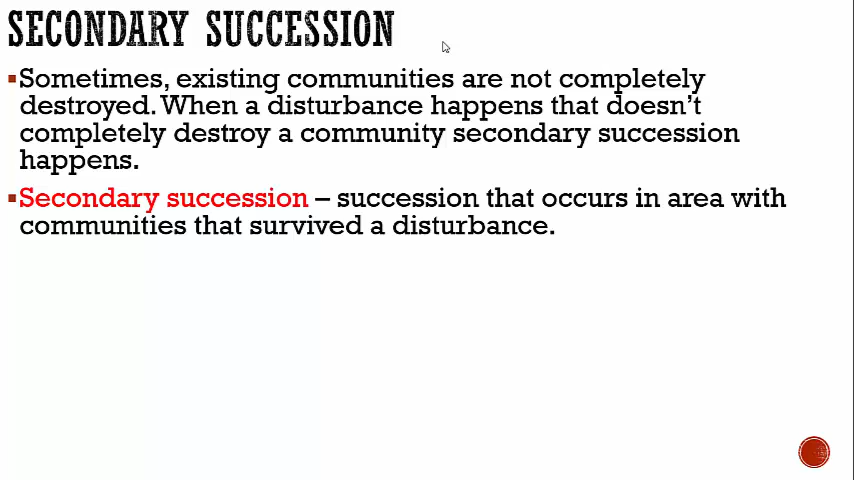 SECONDARY SUCCESSION
▪Sometimes, existing communities are not completely
destroyed. When a disturbance happens that doesn't
completely destroy a community secondary succession
happens.
▪Secondary succession – succession that occurs in area with
communities that survived a disturbance.